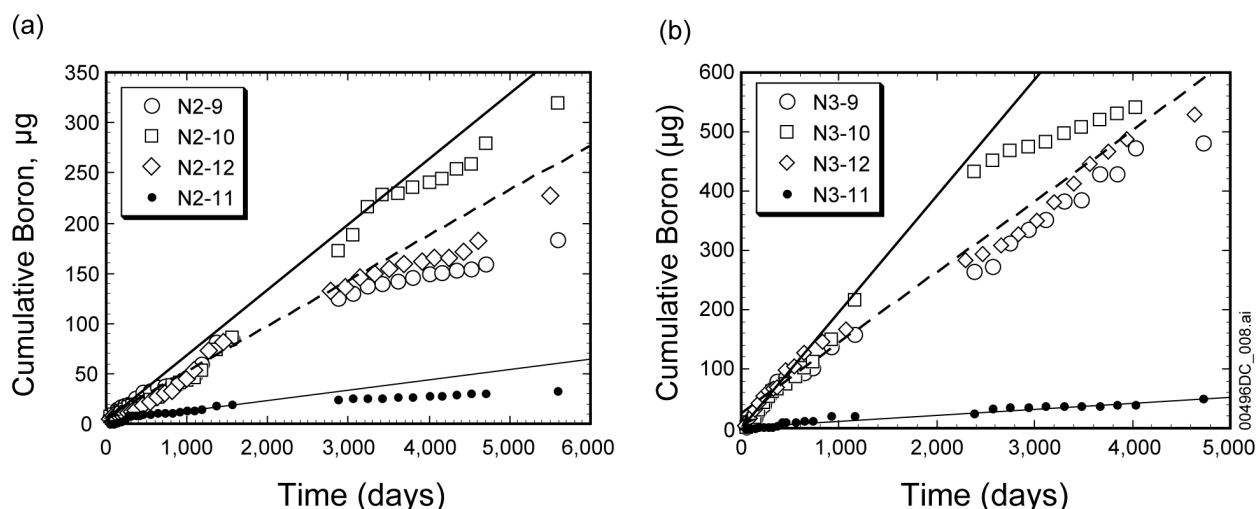 (a)
Cumulative Boron, µg
350
300
250
200
150
100
50
0
N2-9
N2-10
N2-12
N2-11
0 1,000 2,000 3,000 4,000 5,000 6,000
Time (days)
(b)
Cumulative Boron (µg)
600
500
400
300
200
100
0
N3-9
N3-10
N3-12
N3-11
0 1,000 2,000 3,000 4,000 5,000
Time (days)
00496DC_008.ai